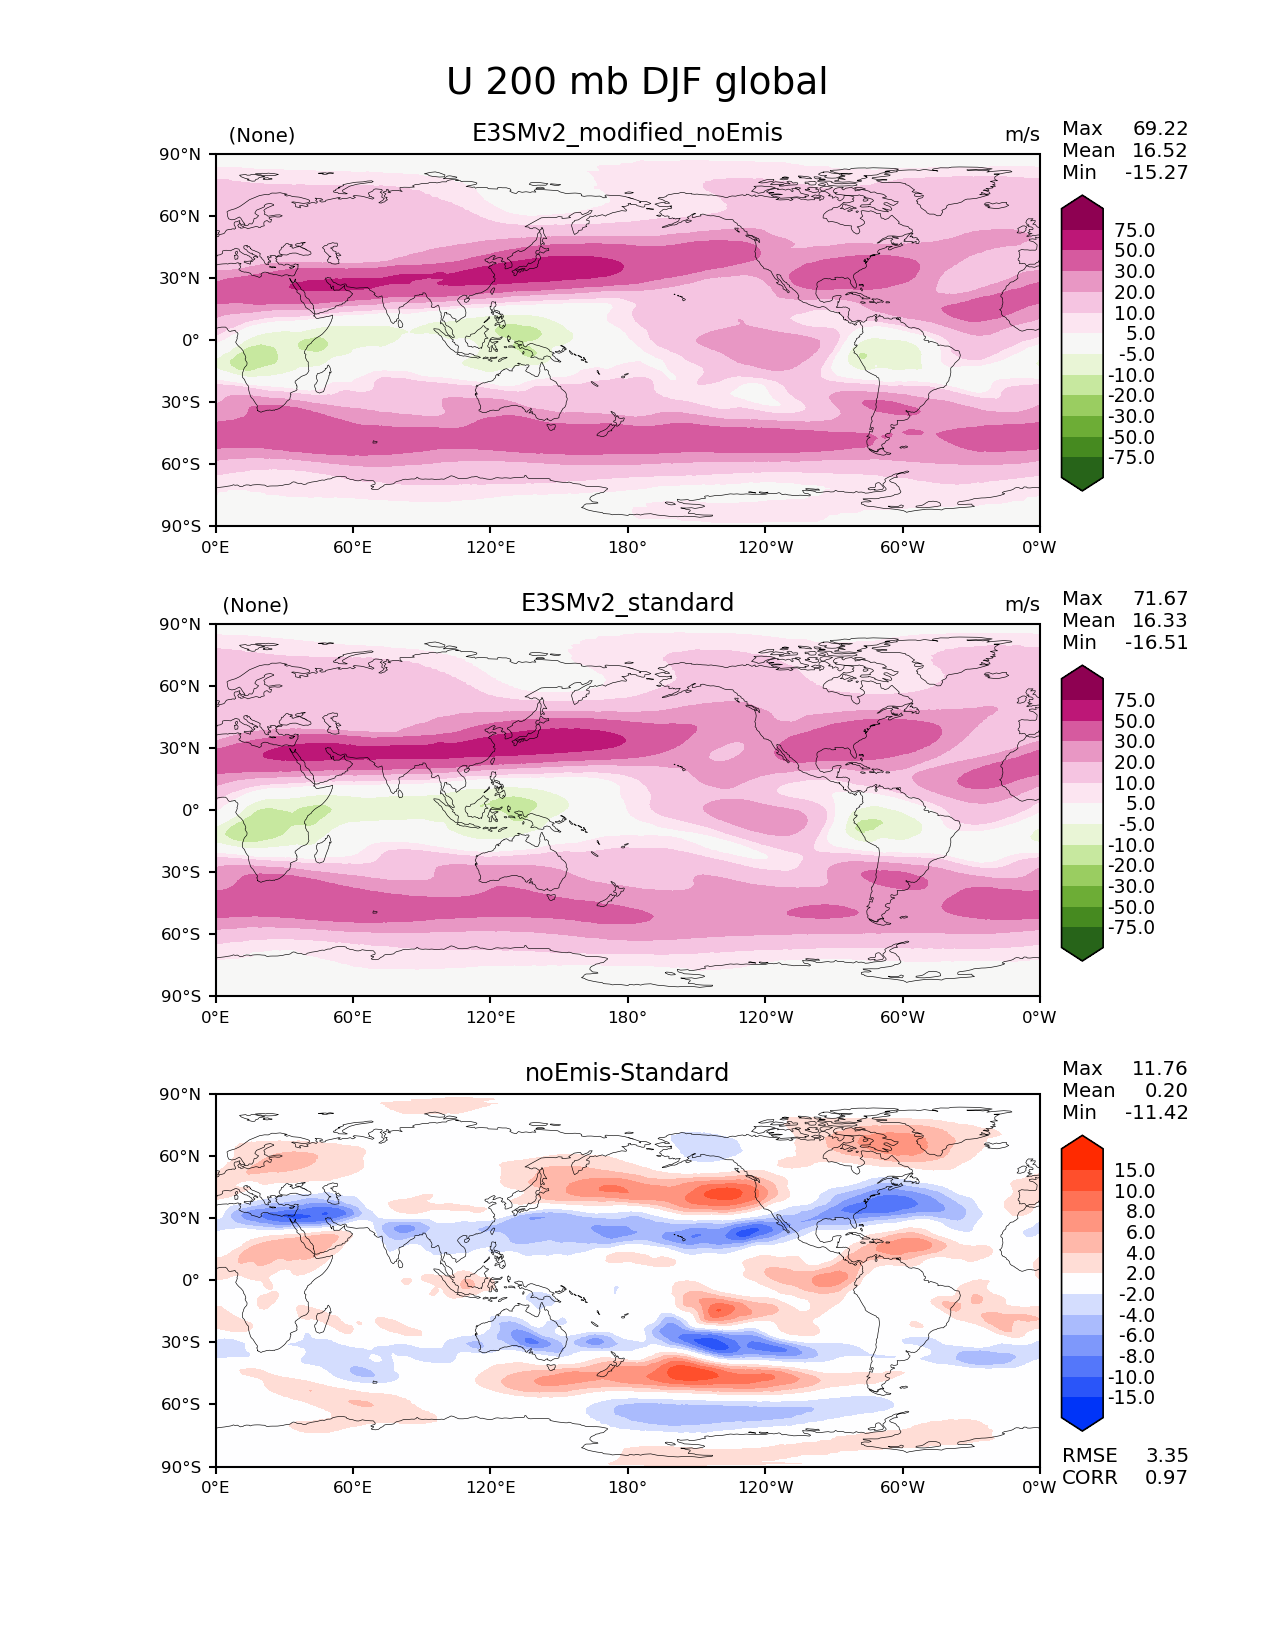 U 200 mb DJF global
(None) E3SMv2_modified_noEmis m/s
Max 69.22
Mean 16.52
Min -15.27
90°N
60°N
30°N
0°
30°S
60°S
90°S
0°E 60°E 120°E 180° 120°W 60°W 0°W
75.0
50.0
30.0
20.0
10.0
5.0
-5.0
-10.0
-20.0
-30.0
-50.0
-75.0
(None) E3SMv2_standard m/s
Max 71.67
Mean 16.33
Min -16.51
90°N
60°N
30°N
0°
30°S
60°S
90°S
0°E 60°E 120°E 180° 120°W 60°W 0°W
75.0
50.0
30.0
20.0
10.0
5.0
-5.0
-10.0
-20.0
-30.0
-50.0
-75.0
noEmis-Standard
Max 11.76
Mean 0.20
Min -11.42
90°N
60°N
30°N
0°
30°S
60°S
90°S
0°E 60°E 120°E 180° 120°W 60°W 0°W
15.0
10.0
8.0
6.0
4.0
2.0
-2.0
-4.0
-6.0
-8.0
-10.0
-15.0
RMSE 3.35
CORR 0.97